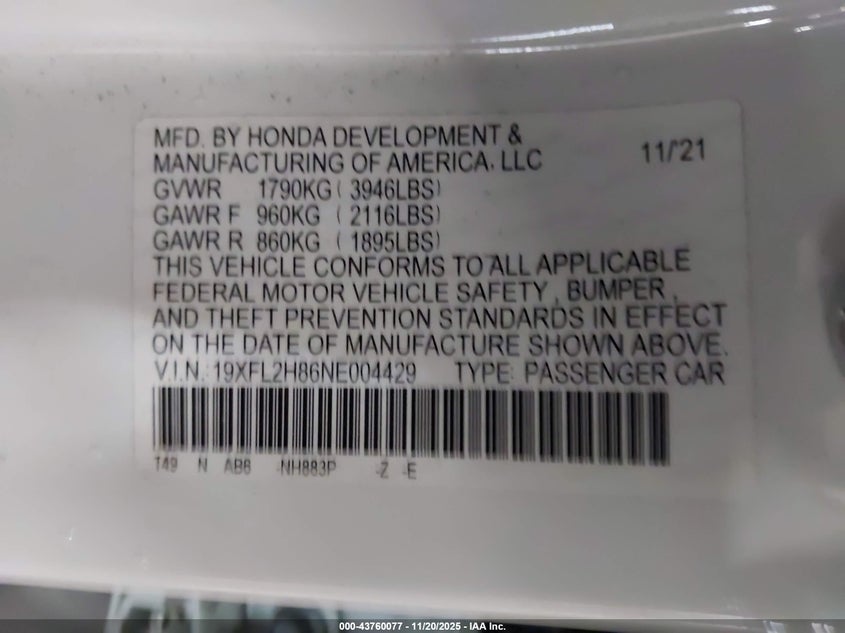 MFD. BY HONDA DEVELOPMENT &
MANUFACTURING OF AMERICA, LLC 11/'21
GVWR 1790KG ( 3946LBS)
GAWR F 960KG ( 2116LBS)
GAWR R 860KG ( 1895LBS)
THIS VEHICLE CONFORMS TO ALL APPLICABLE
FEDERAL MOTOR VEHICLE SAFETY , BUMPER ,
AND THEFT PREVENTION STANDARDS IN EFFECT
ON THE DATE OF MANUFACTURE SHOWN ABOVE.
V.I.N.: 19XFL2H86NE004429 TYPE: PASSENGER CAR
T49 N AB6 -NH883P -Z -E
000-43760077 - 11/20/2025 - IAA Inc.